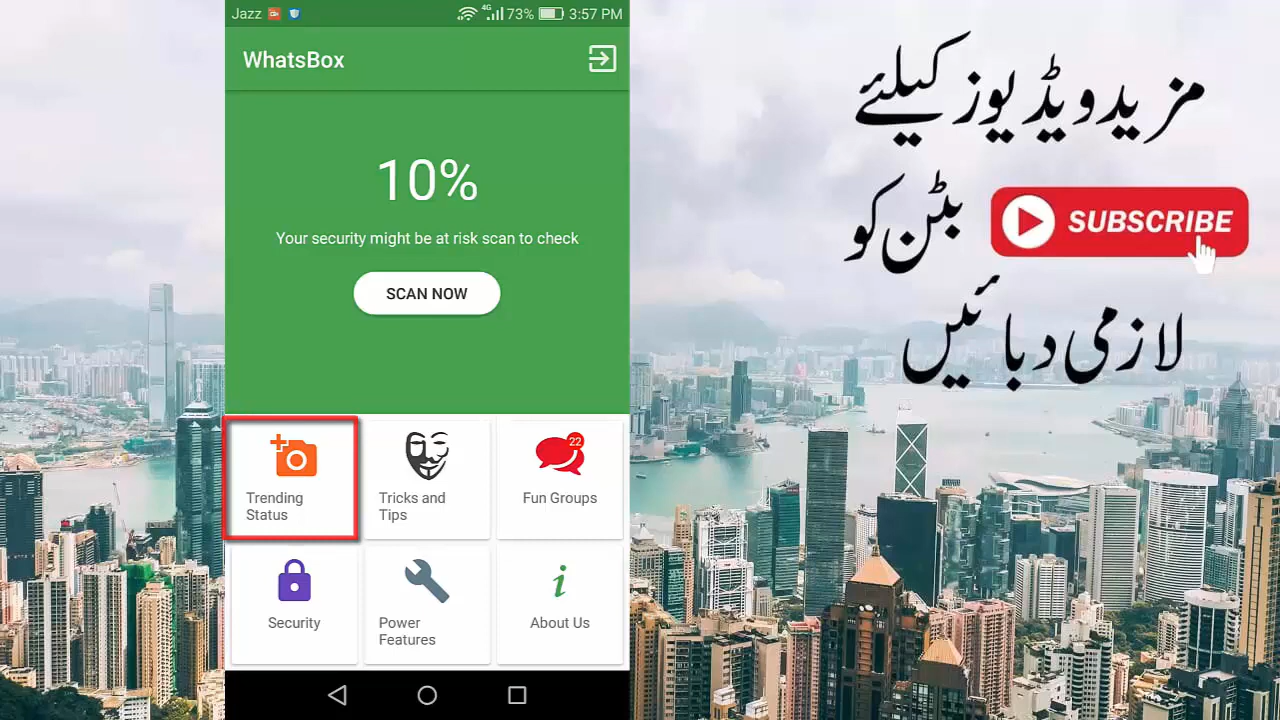 Jazz 4G 73% 3:57 PM
WhatsBox
10%
Your security might be at risk scan to check
SCAN NOW
Trending
Status
Tricks and
Tips
22
Fun Groups
Security
Power
Features
About Us
مزید ویڈیوز کیلئے
SUBSCRIBE بٹن کو
لازمی دبائیں